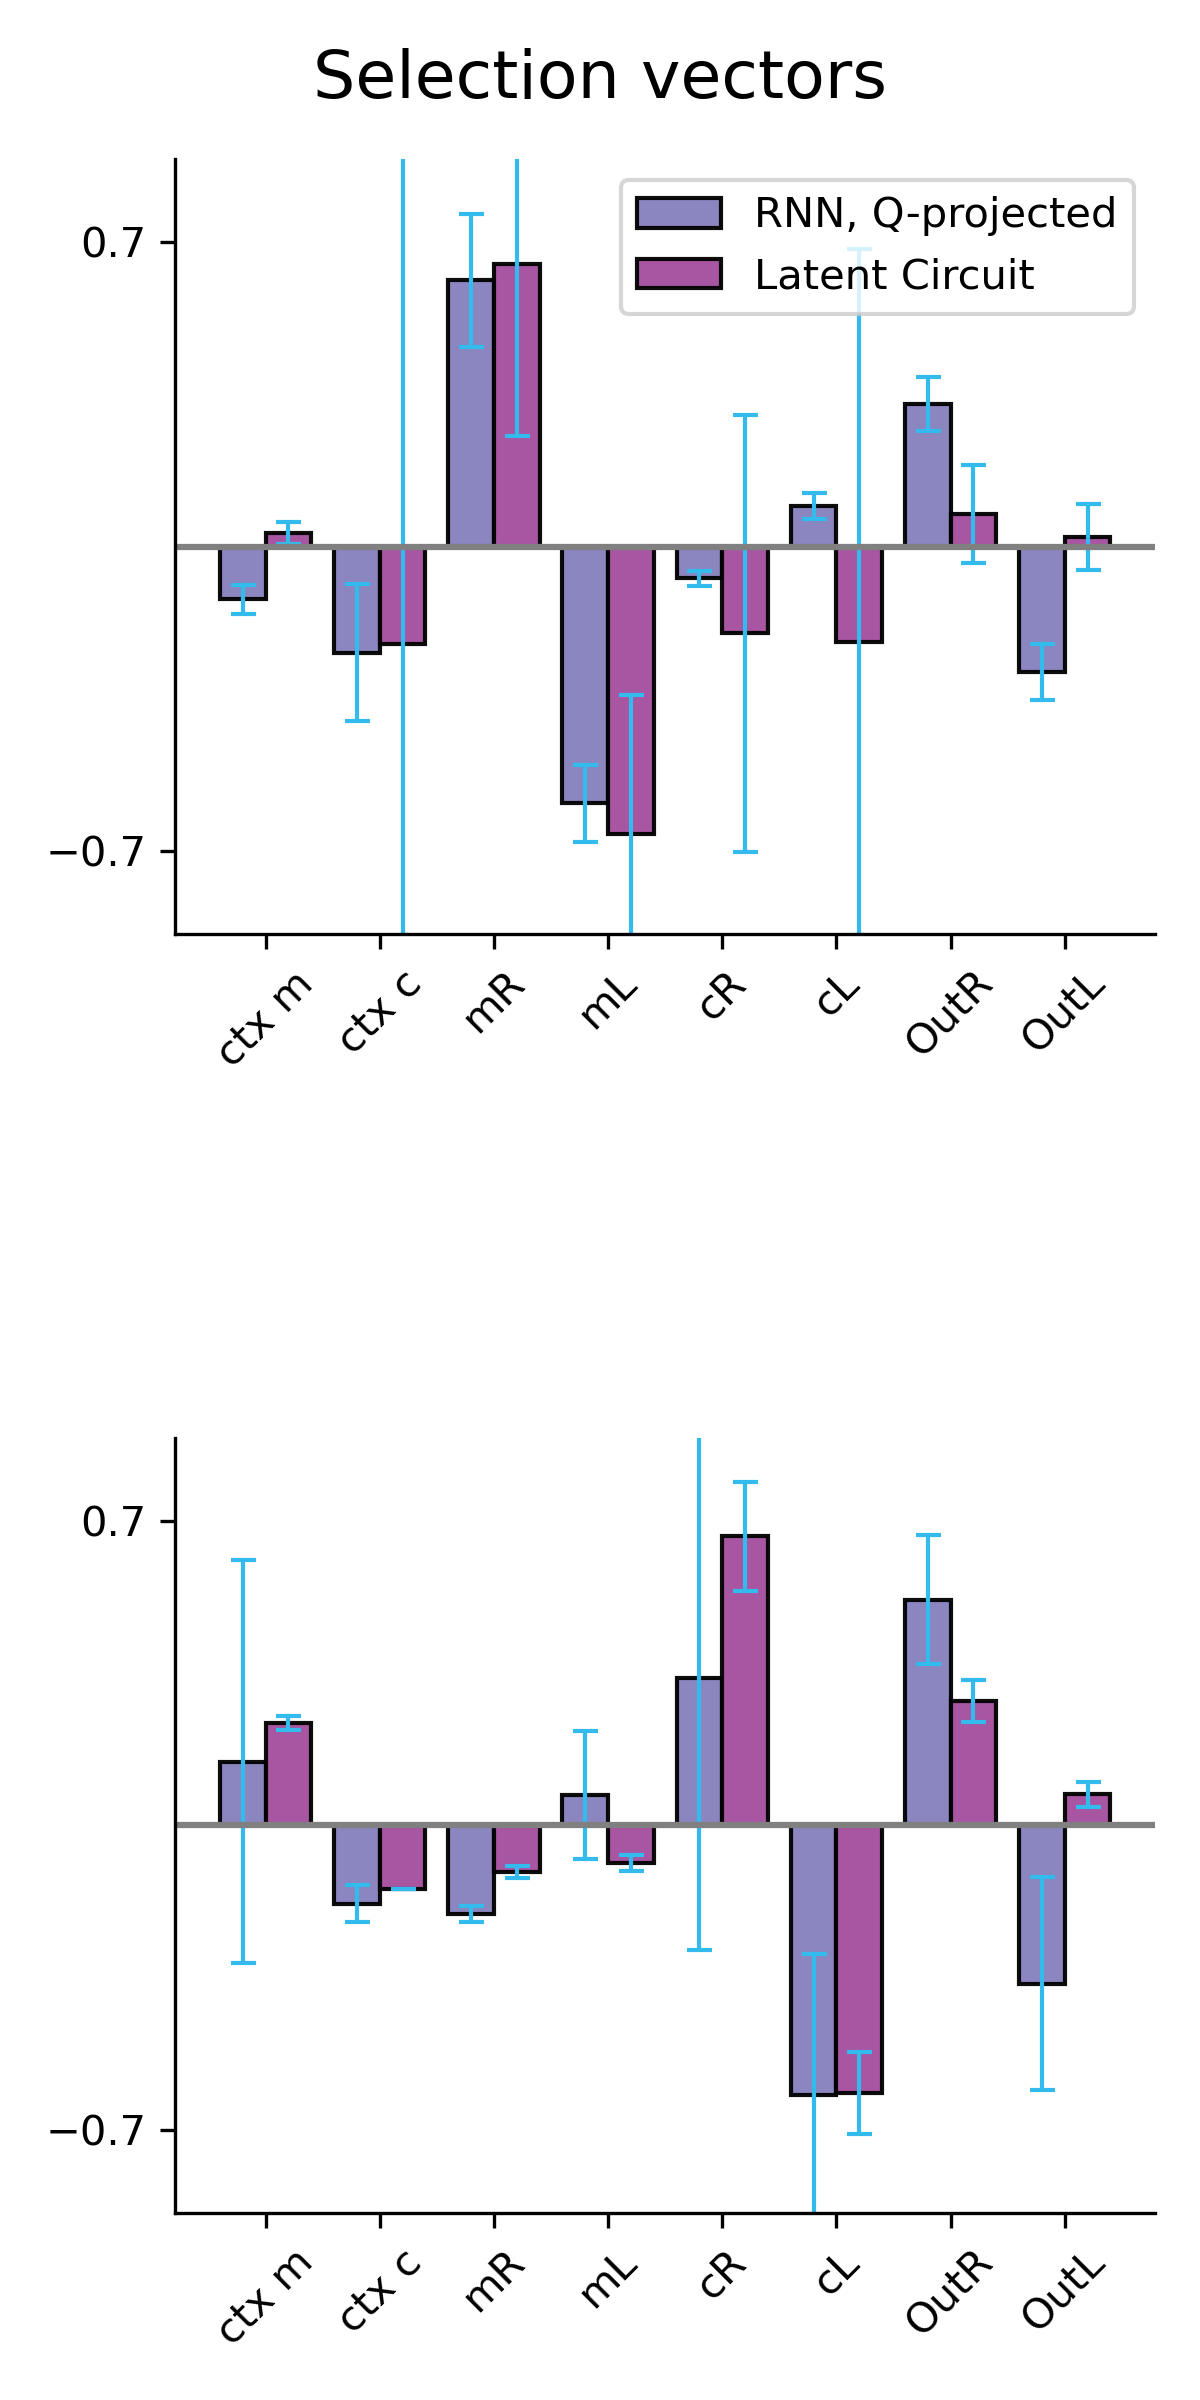 Selection vectors
0.7
−0.7
RNN, Q-projected
Latent Circuit
ctx m
ctx c
mR
mL
cR
cL
OutR
OutL
0.7
−0.7
ctx m
ctx c
mR
mL
cR
cL
OutR
OutL